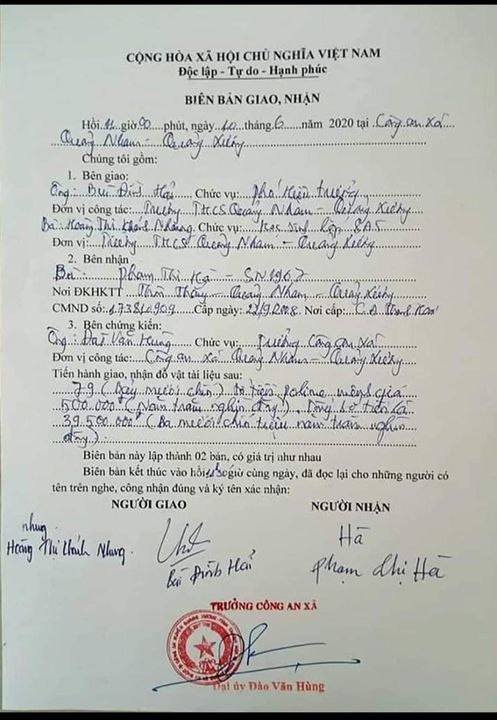 CỘNG HÒA XÃ HỘI CHỦ NGHĨA VIỆT NAM
Độc lập - Tự do - Hạnh phúc
BIÊN BẢN GIAO, NHẬN
Hồi 11 giờ 00 phút, ngày 10 tháng 6 năm 2020 tại Công an xã
Quảng Nham - Quảng Xương
Chúng tôi gồm:
1. Bên giao:
Ông: Bùi Đình Hải Chức vụ: Phó hiệu trưởng
Đơn vị công tác: Trường THCS Quảng Nham - Quảng Xương
Bà: Hoàng Thị Khánh Nhung Chức vụ: Học sinh lớp 8A5
Đơn vị: Trường THCS Quảng Nham - Quảng Xương
2. Bên nhận
Bà: Phạm Thị Hà - SN 1967
Nơi ĐKHKTT Thôn Quảng Nham - Quảng Xương
CMND số: 173810909 Cấp ngày: 22/9/2008 Nơi cấp: C.A Thanh Hoá
3. Bên chứng kiến:
Ông: Đào Văn Hùng Chức vụ: Trưởng Công an xã
Đơn vị công tác: Công an xã Quảng Nham - Quảng Xương
Tiến hành giao, nhận đồ vật tài liệu sau:
79 (Bảy mươi chín) tờ tiền polime mệnh giá
500.000đ (Năm trăm nghìn đồng). Tổng số tiền là
39.500.000đ (Ba mươi chín triệu năm trăm nghìn
đồng).
Biên bản này lập thành 02 bản, có giá trị như nhau
Biên bản kết thúc vào hồi giờ cùng ngày, đã đọc lại cho những người có
tên trên nghe, công nhận đúng và ký tên xác nhận:
NGƯỜI GIAO NGƯỜI NHẬN
nhung Hà
Hoàng Thị Khánh Nhung Bùi Đình Hải Phạm Thị Hà
TRƯỞNG CÔNG AN XÃ
Đại úy Đào Văn Hùng